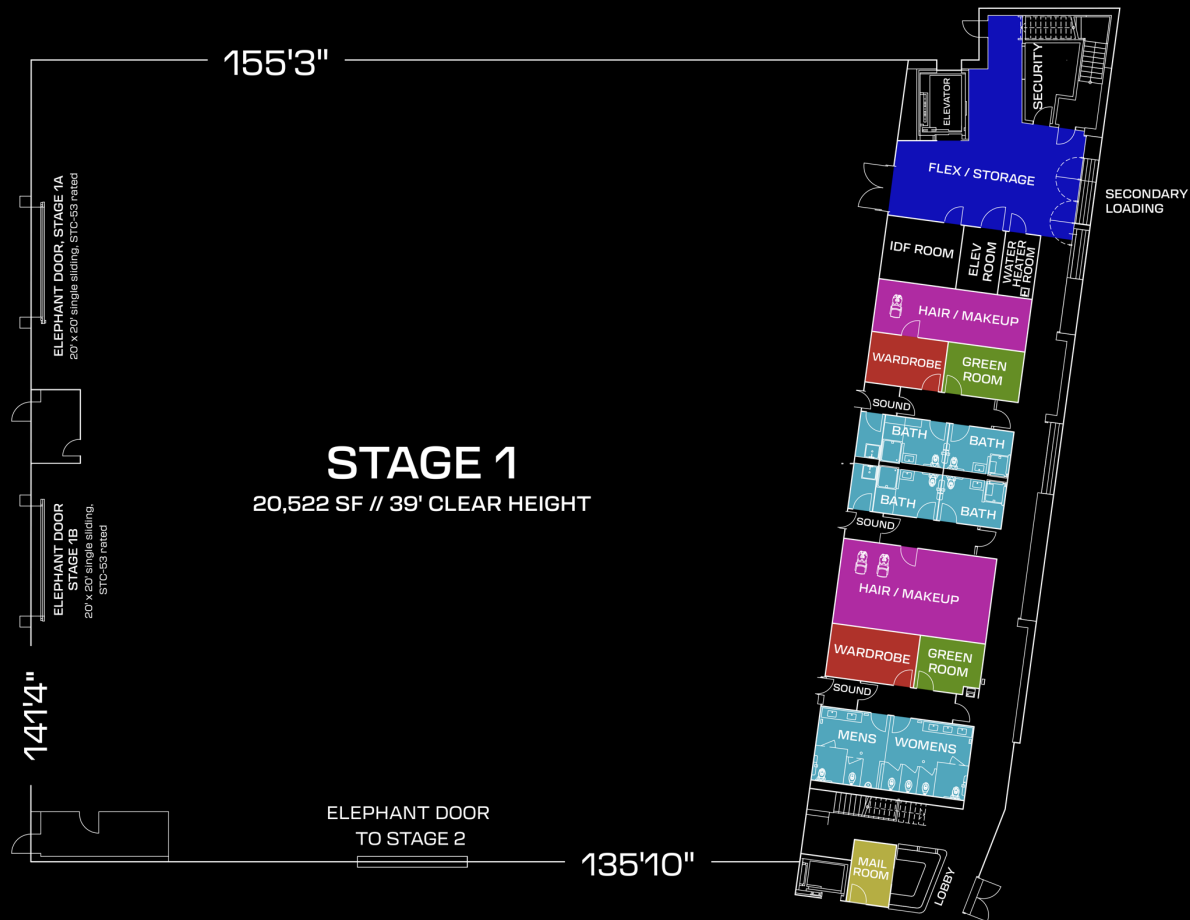 155'3"
ELEVATOR
SECURITY
FLEX / STORAGE
SECONDARY
LOADING
ELEPHANT DOOR, STAGE 1A
20' x 20' single sliding, STC-53 rated
IDF ROOM
ELEV
ROOM
WATER
HEATER
ROOM
HAIR / MAKEUP
WARDROBE
GREEN
ROOM
SOUND
BATH
BATH
STAGE 1
20,522 SF // 39' CLEAR HEIGHT
BATH
BATH
SOUND
ELEPHANT DOOR
STAGE 1B
20' x 20' single sliding,
STC-53 rated
HAIR / MAKEUP
WARDROBE
GREEN
ROOM
SOUND
141'4"
MENS
WOMENS
ELEPHANT DOOR
TO STAGE 2
135'10"
MAIL
ROOM
LOBBY